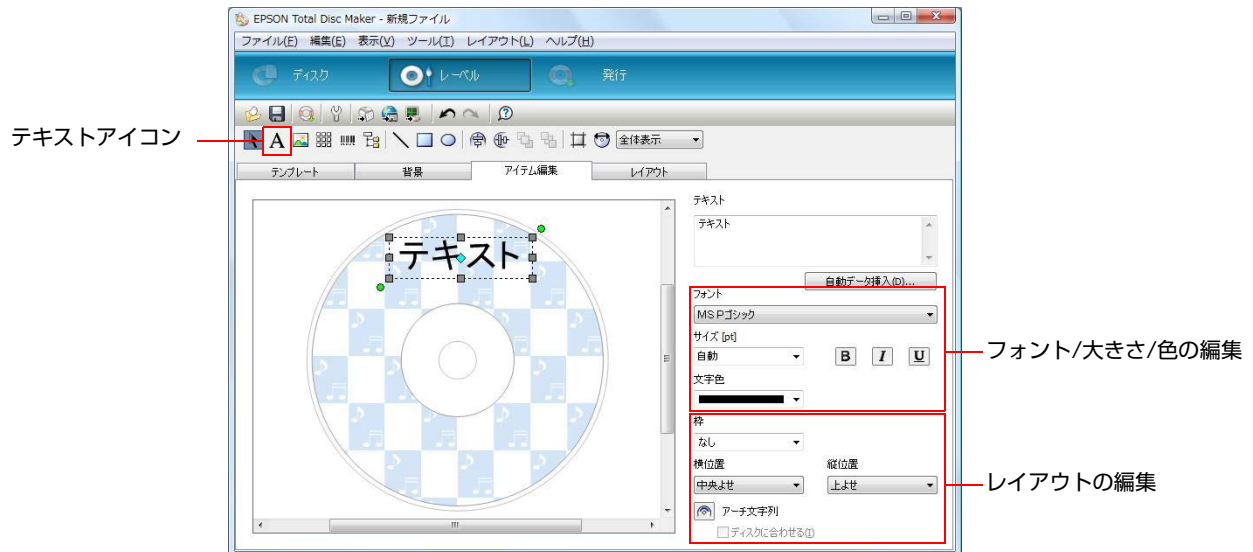 EPSON Total Disc Maker - 新規ファイル
ファイル(F) 編集(E) 表示(V) ツール(T) レイアウト(L) ヘルプ(H)
ディスク レーベル 発行
テキストアイコン
A 全体表示
テンプレート 背景 アイテム編集 レイアウト
テキスト
テキスト
テキスト
自動データ挿入(D)...
フォント
MS Pゴシック
サイズ [pt]
自動 B I U
フォント/大きさ/色の編集
文字色
枠
なし
横位置 縦位置
中央よせ 上よせ
レイアウトの編集
アーチ文字列
ディスクに合わせる(I)